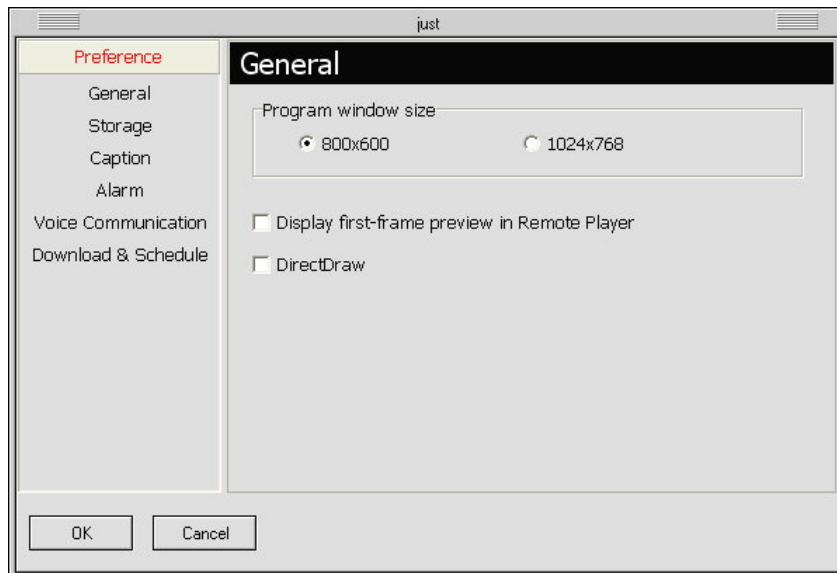 just
Preference
General
Storage
Caption
Alarm
Voice Communication
Download & Schedule
General
Program window size
800x600 1024x768
Display first-frame preview in Remote Player
DirectDraw
OK Cancel